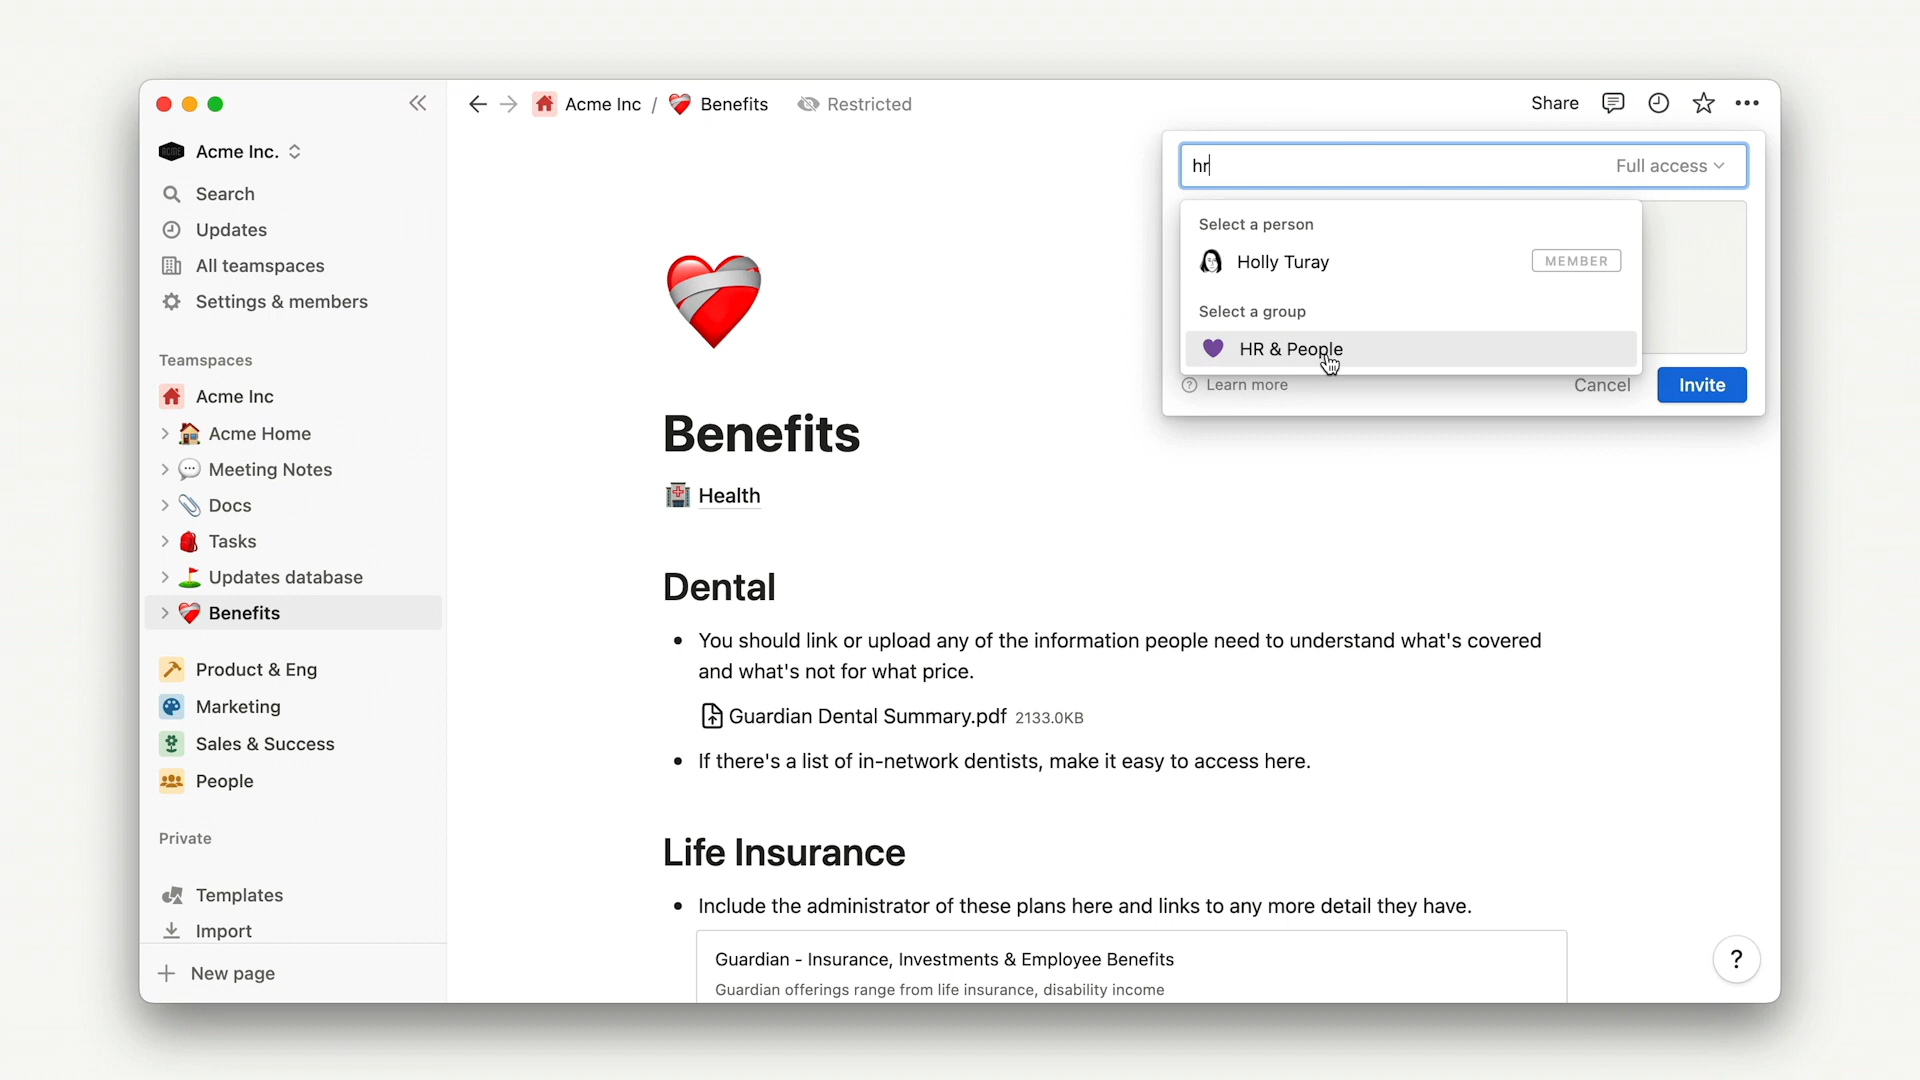 Acme Inc / Benefits Restricted
Share
ACME Acme Inc.
Search
Updates
All teamspaces
Settings & members
Teamspaces
Acme Inc
Acme Home
Meeting Notes
Docs
Tasks
Updates database
Benefits
Product & Eng
Marketing
Sales & Success
People
Private
Templates
Import
New page
hr Full access
Select a person
Holly Turay MEMBER
Select a group
HR & People
? Learn more Cancel Invite
Benefits
Health
Dental
• You should link or upload any of the information people need to understand what's covered
and what's not for what price.
Guardian Dental Summary.pdf 2133.0KB
• If there's a list of in-network dentists, make it easy to access here.
Life Insurance
• Include the administrator of these plans here and links to any more detail they have.
Guardian - Insurance, Investments & Employee Benefits
Guardian offerings range from life insurance, disability income
?